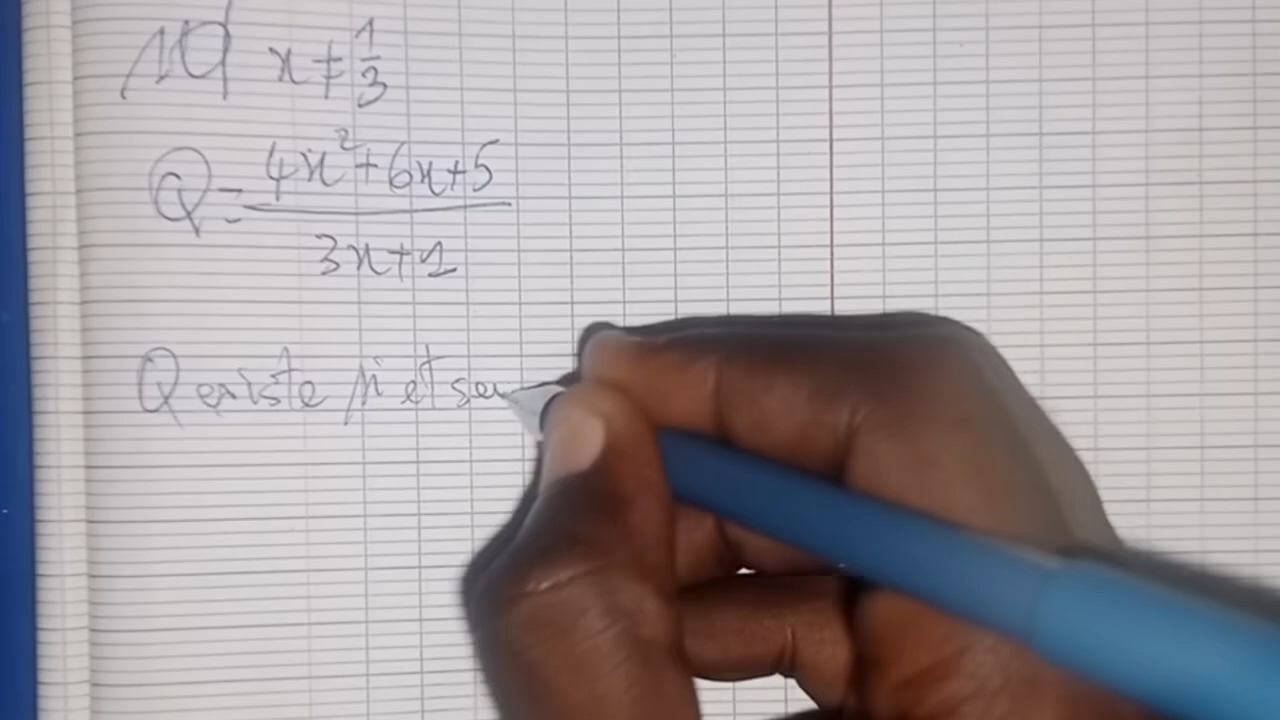 x ≠ 1/3
Q = (4x² + 6x + 5)/(3x + 1)
Q existe si et seu